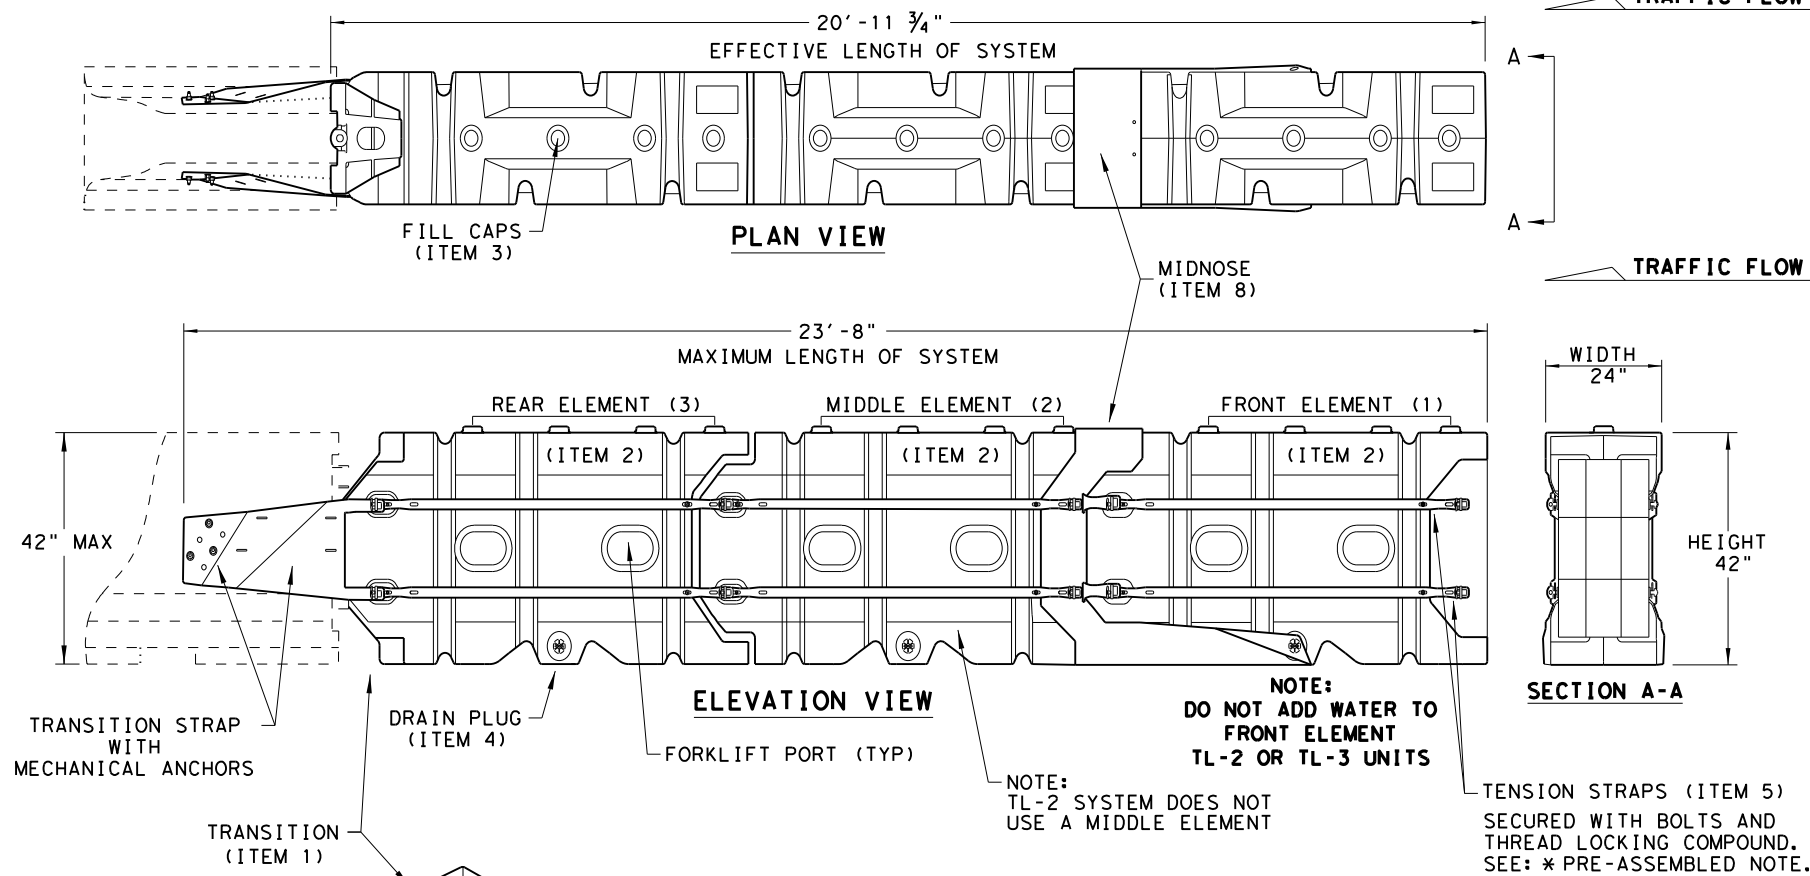 TRAFFIC FLOW
20'-11 ¾"
EFFECTIVE LENGTH OF SYSTEM
A
A
FILL CAPS
(ITEM 3)
PLAN VIEW
MIDNOSE
(ITEM 8)
TRAFFIC FLOW
23'-8"
MAXIMUM LENGTH OF SYSTEM
WIDTH
24"
REAR ELEMENT (3)
MIDDLE ELEMENT (2)
FRONT ELEMENT (1)
(ITEM 2)
(ITEM 2)
(ITEM 2)
42" MAX
HEIGHT
42"
ELEVATION VIEW
SECTION A-A
NOTE:
DO NOT ADD WATER TO
FRONT ELEMENT
TL-2 OR TL-3 UNITS
TRANSITION STRAP
WITH
MECHANICAL ANCHORS
DRAIN PLUG
(ITEM 4)
FORKLIFT PORT (TYP)
NOTE:
TL-2 SYSTEM DOES NOT
USE A MIDDLE ELEMENT
TENSION STRAPS (ITEM 5)
SECURED WITH BOLTS AND
THREAD LOCKING COMPOUND.
SEE: * PRE-ASSEMBLED NOTE.
TRANSITION
(ITEM 1)